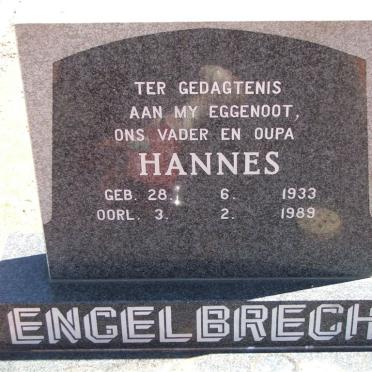 TER GEDAGTENIS
AAN MY EGGENOOT,
ONS VADER EN OUPA
HANNES
GEB. 28. 6. 1933
OORL. 3. 2. 1989
ENGELBRECH